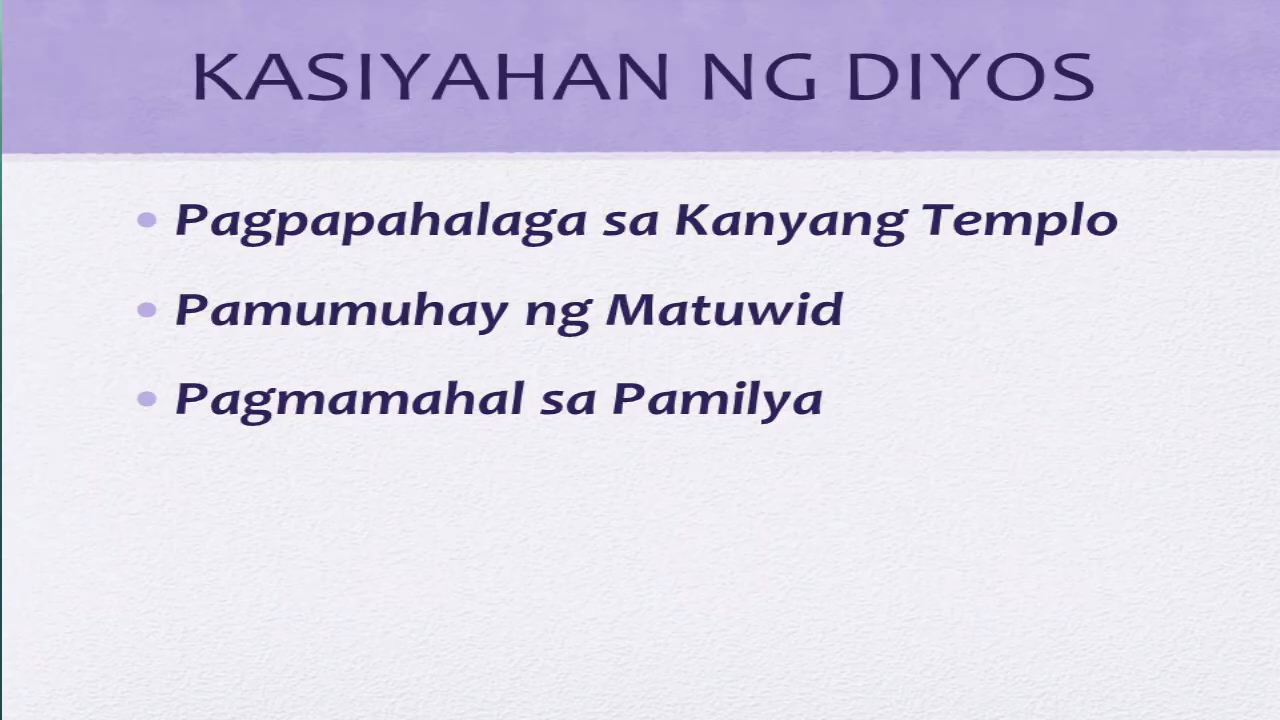 KASIYAHAN NG DIYOS
• Pagpapahalaga sa Kanyang Templo
• Pamumuhay ng Matuwid
• Pagmamahal sa Pamilya